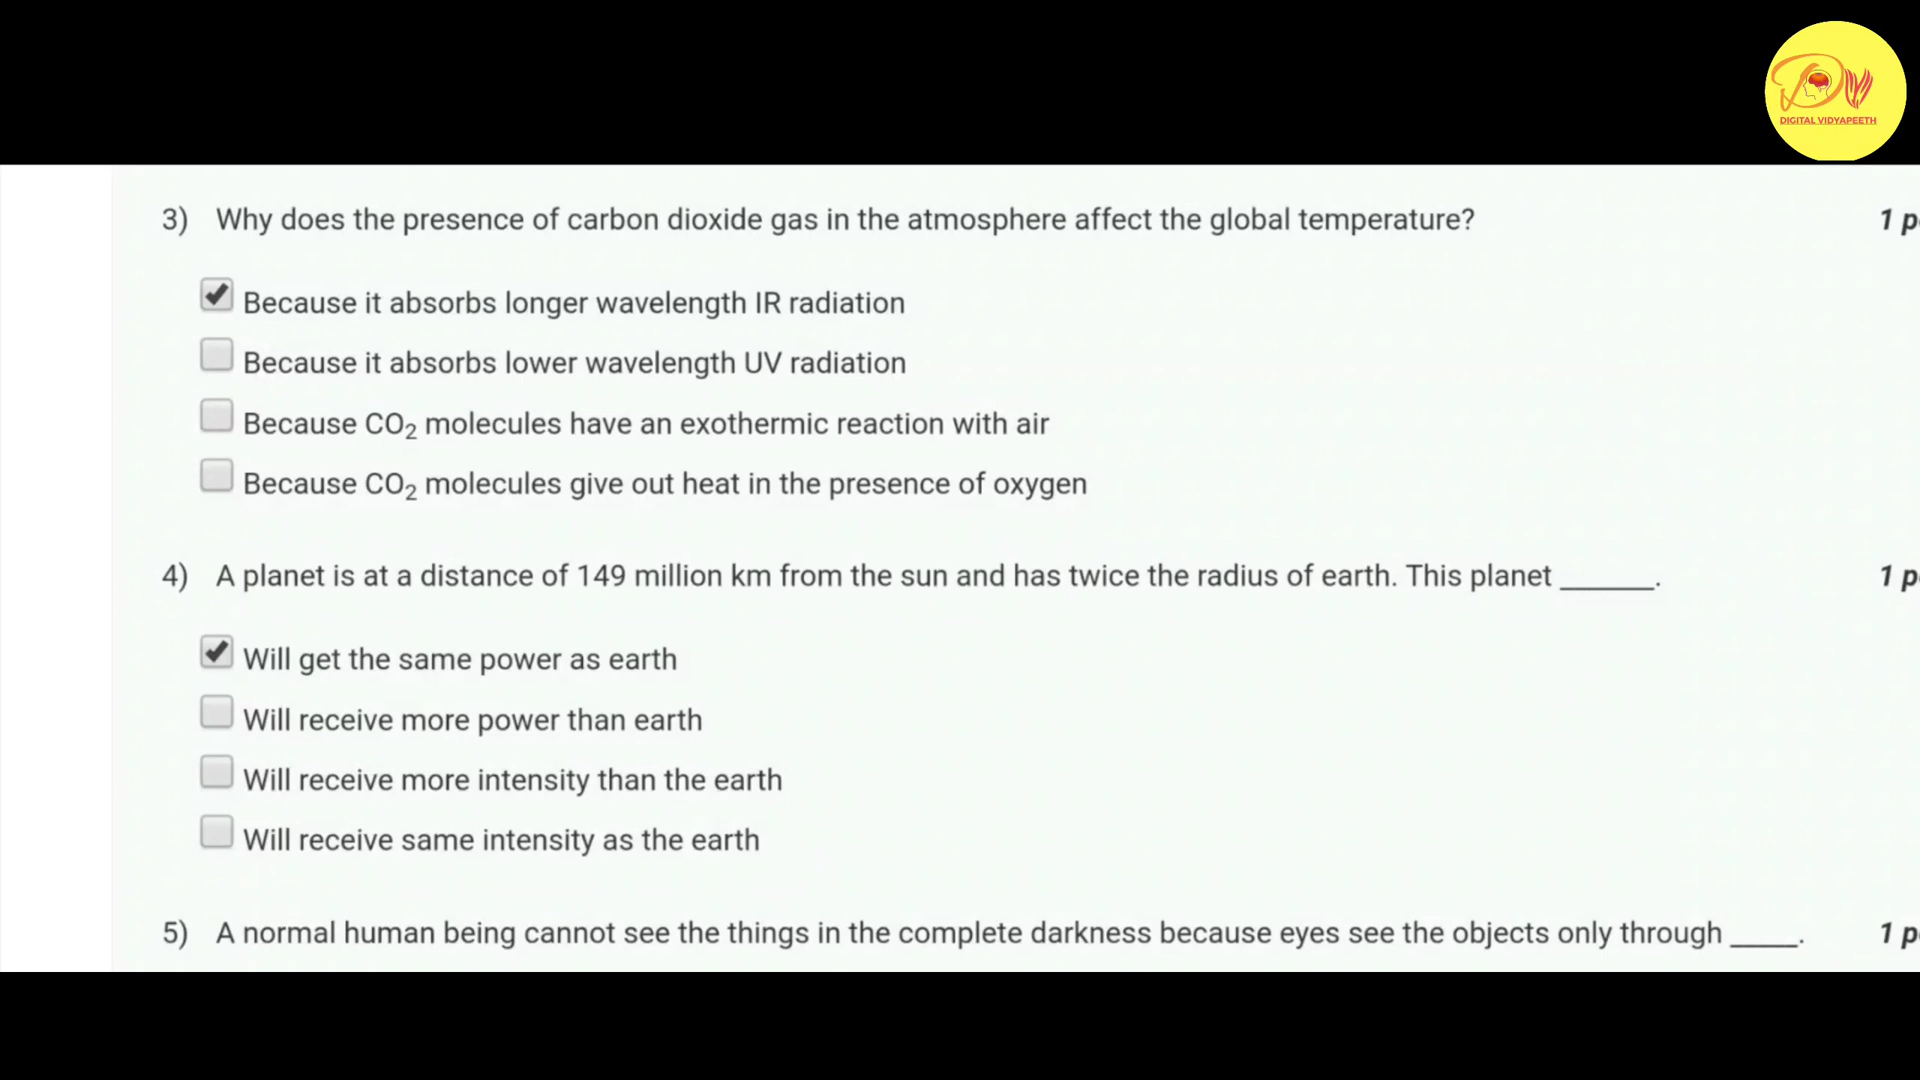 DIGITAL VIDYAPEETH
3) Why does the presence of carbon dioxide gas in the atmosphere affect the global temperature? 1 p
Because it absorbs longer wavelength IR radiation
Because it absorbs lower wavelength UV radiation
Because CO₂ molecules have an exothermic reaction with air
Because CO₂ molecules give out heat in the presence of oxygen
4) A planet is at a distance of 149 million km from the sun and has twice the radius of earth. This planet ______. 1 p
Will get the same power as earth
Will receive more power than earth
Will receive more intensity than the earth
Will receive same intensity as the earth
5) A normal human being cannot see the things in the complete darkness because eyes see the objects only through ____. 1 p